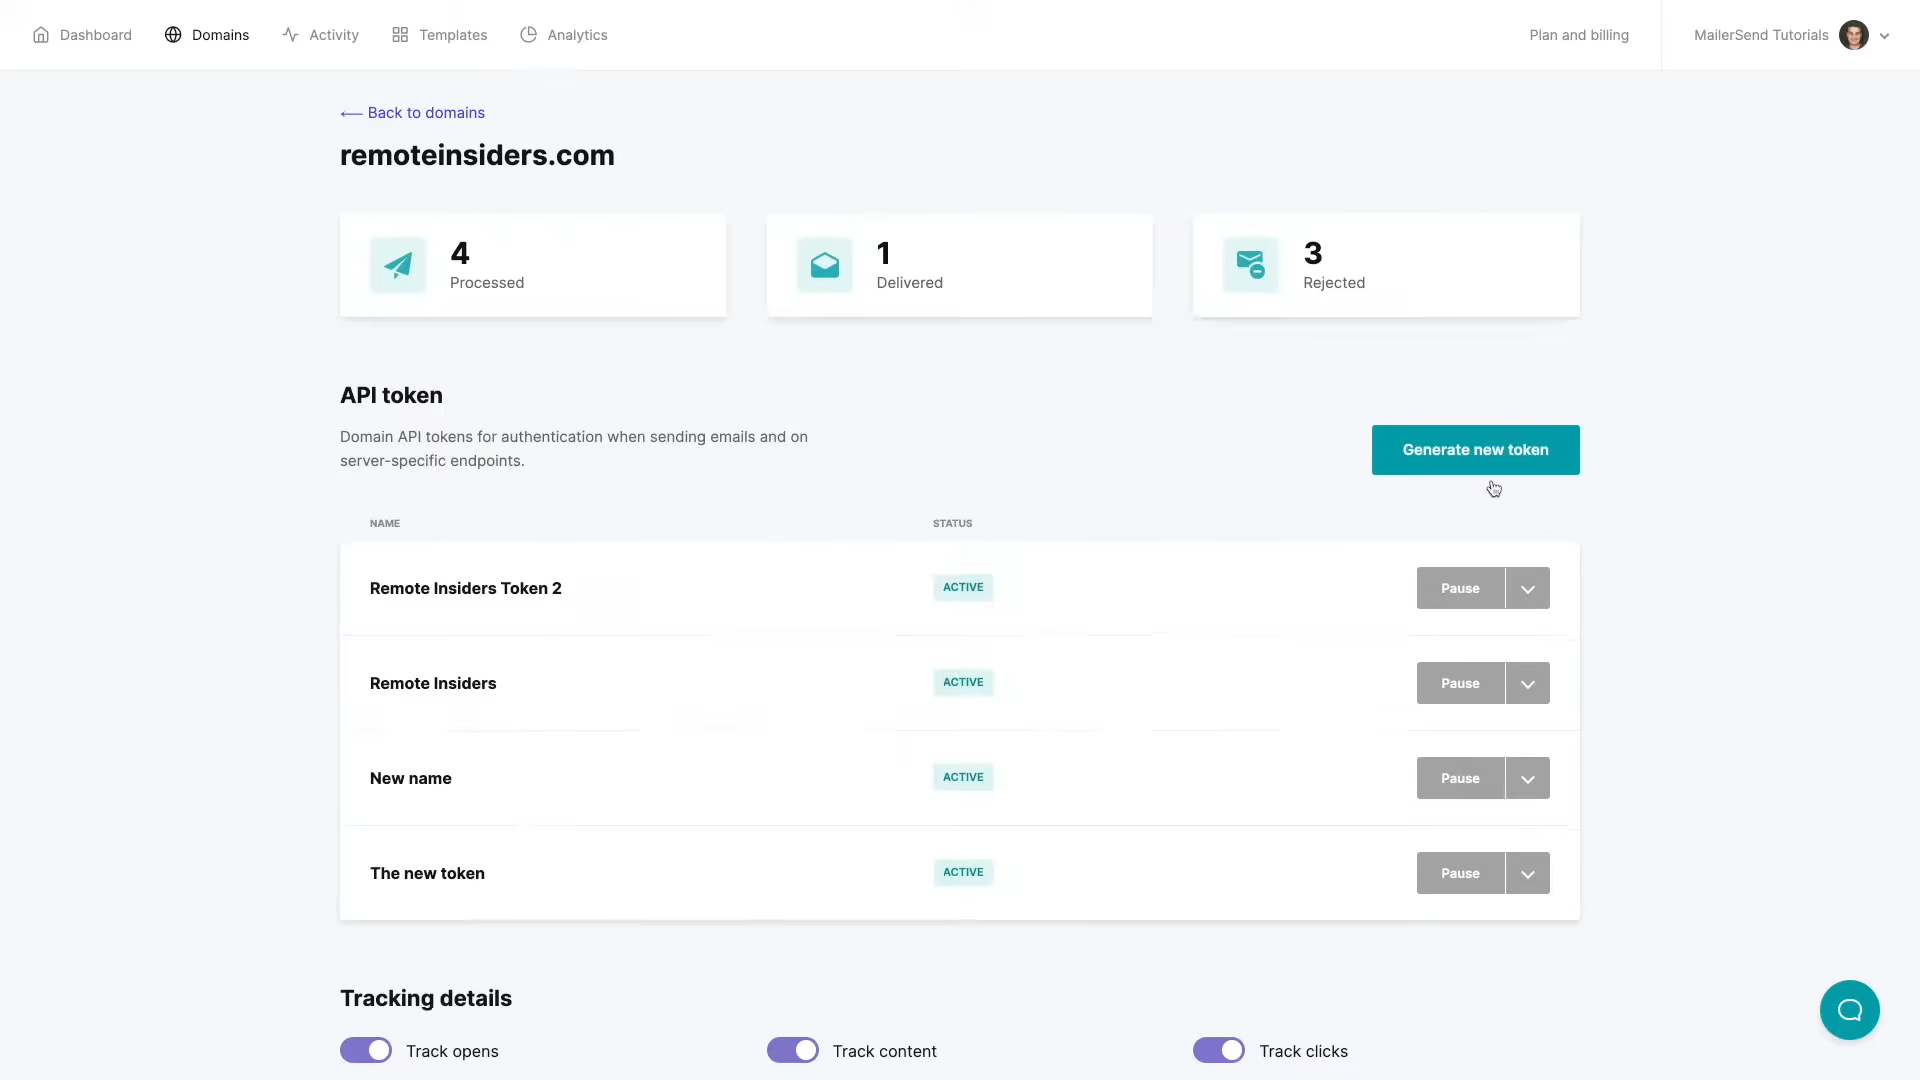 Dashboard
Domains
Activity
Templates
Analytics
Plan and billing
MailerSend Tutorials
Back to domains
remoteinsiders.com
4
Processed
1
Delivered
3
Rejected
API token
Domain API tokens for authentication when sending emails and on
server-specific endpoints.
Generate new token
NAME
STATUS
Remote Insiders Token 2
ACTIVE
Pause
Remote Insiders
ACTIVE
Pause
New name
ACTIVE
Pause
The new token
ACTIVE
Pause
Tracking details
Track opens
Track content
Track clicks